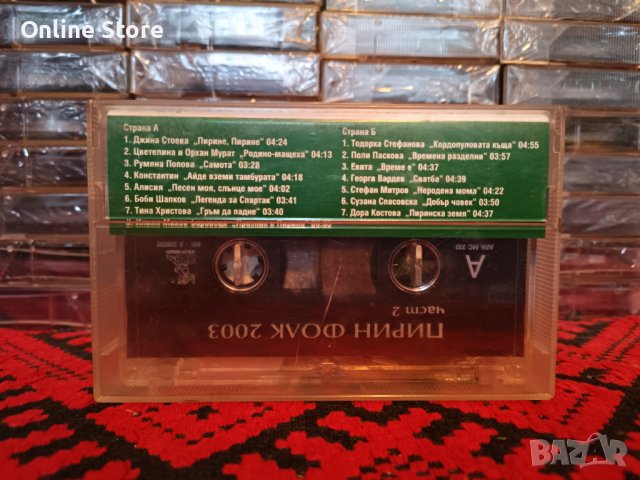 Online Store
Страна А
1. Джина Стоева „Пирине, Пирине" 04:24
2. Цветелина и Орхан Мурат „Родино-мащеха" 04:13
3. Румяна Попова „Самота" 03:28
4. Константин „Айде вземи тамбурата" 04:18
5. Алисия „Песен моя, слънце мое" 04:02
6. Боби Шапков „Легенда за Спартак" 03:41
7. Тина Христова „Гръм да падне" 03:40
Страна Б
1. Тодорка Стефанова „Кордопуловата къща" 04:55
2. Поли Паскова „Времена разделни" 03:57
3. Евита „Време е" 04:37
4. Георги Вардев „Сватба" 04:39
5. Стефан Митров „Неродена мома" 04:22
6. Сузана Спасовска „Добър човек" 03:50
7. Дора Костова „Пиринска земя" 04:37
A
част 2
ПИРИН ФОЛК 2003
BAZAR